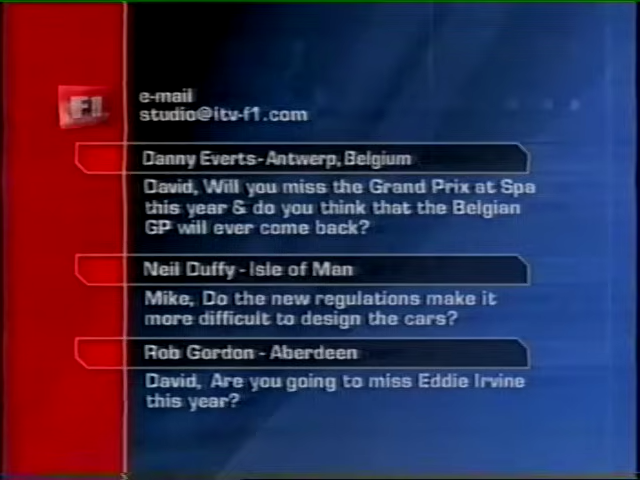 e-mail
F1
studio@itv-f1.com
Danny Everts - Antwerp, Belgium
David, Will you miss the Grand Prix at Spa
this year & do you think that the Belgian
GP will ever come back?
Neil Duffy - Isle of Man
Mike, Do the new regulations make it
more difficult to design the cars?
Rob Gordon - Aberdeen
David, Are you going to miss Eddie Irvine
this year?